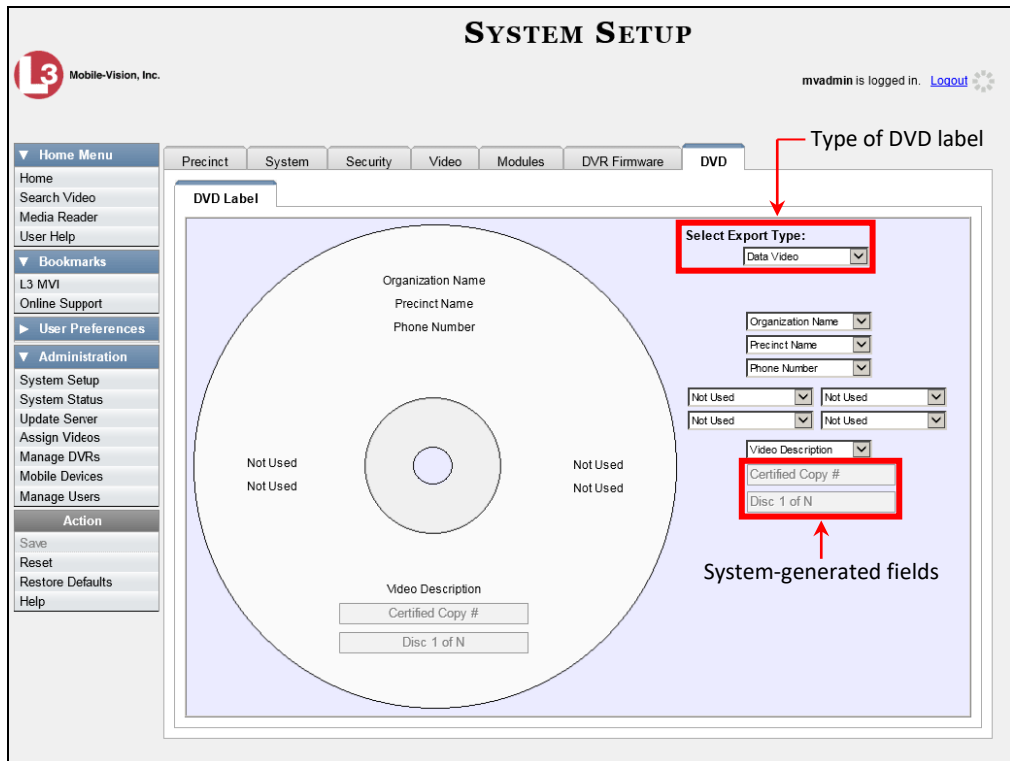 SYSTEM SETUP
L3 Mobile-Vision, Inc.
mvadmin is logged in. Logout
Type of DVD label
▼ Home Menu
Home
Search Video
Media Reader
User Help
▼ Bookmarks
L3 MVI
Online Support
► User Preferences
▼ Administration
System Setup
System Status
Update Server
Assign Videos
Manage DVRs
Mobile Devices
Manage Users
Action
Save
Reset
Restore Defaults
Help
Precinct System Security Video Modules DVR Firmware DVD
DVD Label
Organization Name
Precinct Name
Phone Number
Not Used
Not Used
Not Used
Not Used
Video Description
Certified Copy #
Disc 1 of N
Select Export Type:
Data Video
Organization Name
Precinct Name
Phone Number
Not Used Not Used
Not Used Not Used
Video Description
Certified Copy #
Disc 1 of N
System-generated fields